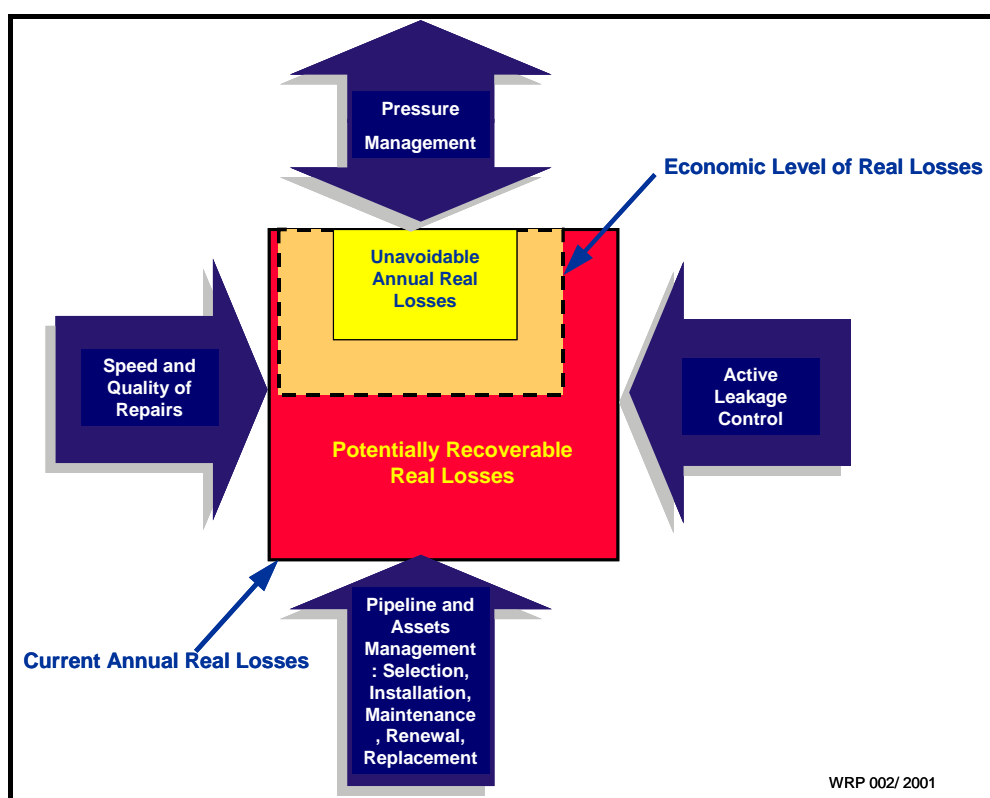 Pressure
Management
Economic Level of Real Losses
Unavoidable
Annual Real
Losses
Speed and
Quality of
Repairs
Active
Leakage
Control
Potentially Recoverable
Real Losses
Pipeline and
Assets
Management
: Selection,
Installation,
Maintenance
, Renewal,
Replacement
Current Annual Real Losses
WRP 002/ 2001